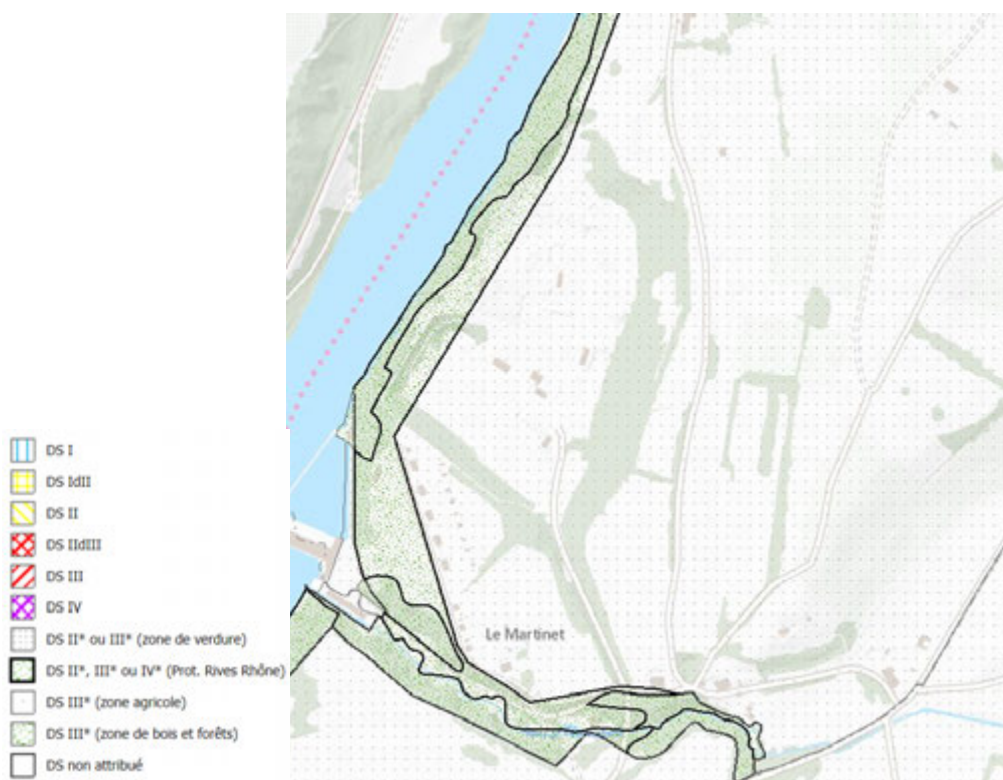 DS I
DS IdII
DS II
DS IIdIII
DS III
DS IV
DS II* ou III* (zone de verdure)
DS II*, III* ou IV* (Prot. Rives Rhône)
DS III* (zone agricole)
DS III* (zone de bois et forêts)
DS non attribué
Le Martinet